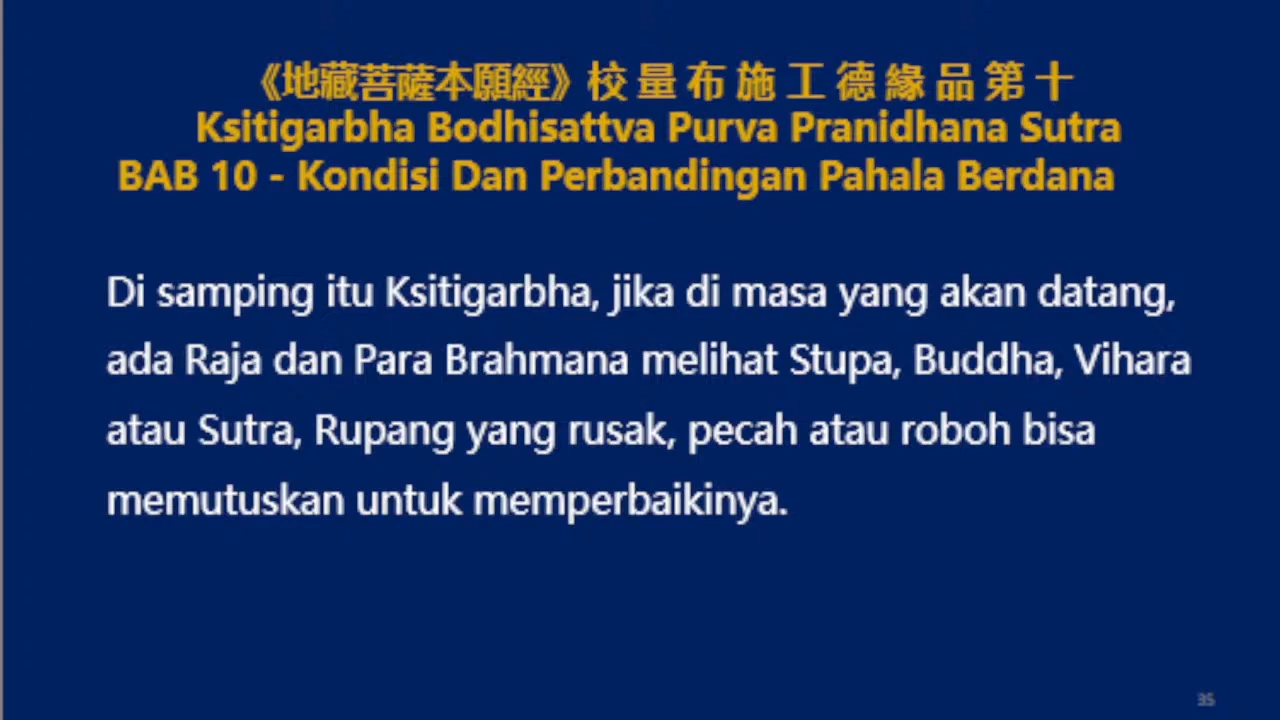 《地藏菩薩本願經》校量布施工德緣品第十
Ksitigarbha Bodhisattva Purva Pranidhana Sutra
BAB 10 - Kondisi Dan Perbandingan Pahala Berdana
Di samping itu Ksitigarbha, jika di masa yang akan datang,
ada Raja dan Para Brahmana melihat Stupa, Buddha, Vihara
atau Sutra, Rupang yang rusak, pecah atau roboh bisa
memutuskan untuk memperbaikinya.
35